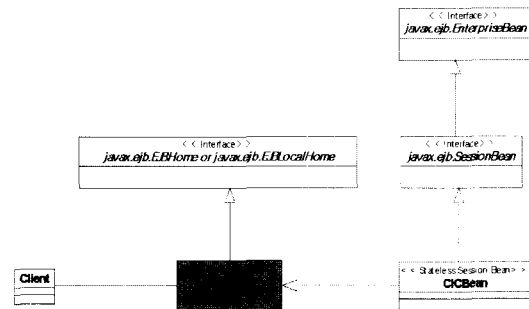 < < Interface> >
javax.ejb.EnterpriseBean
< < Interface> >
javax.ejb.EJBHome or javax.ejb.EJBLocalHome
< < Interface> >
javax.ejb.SessionBean
Client
< < Stateless Session Bean> >
CICBean